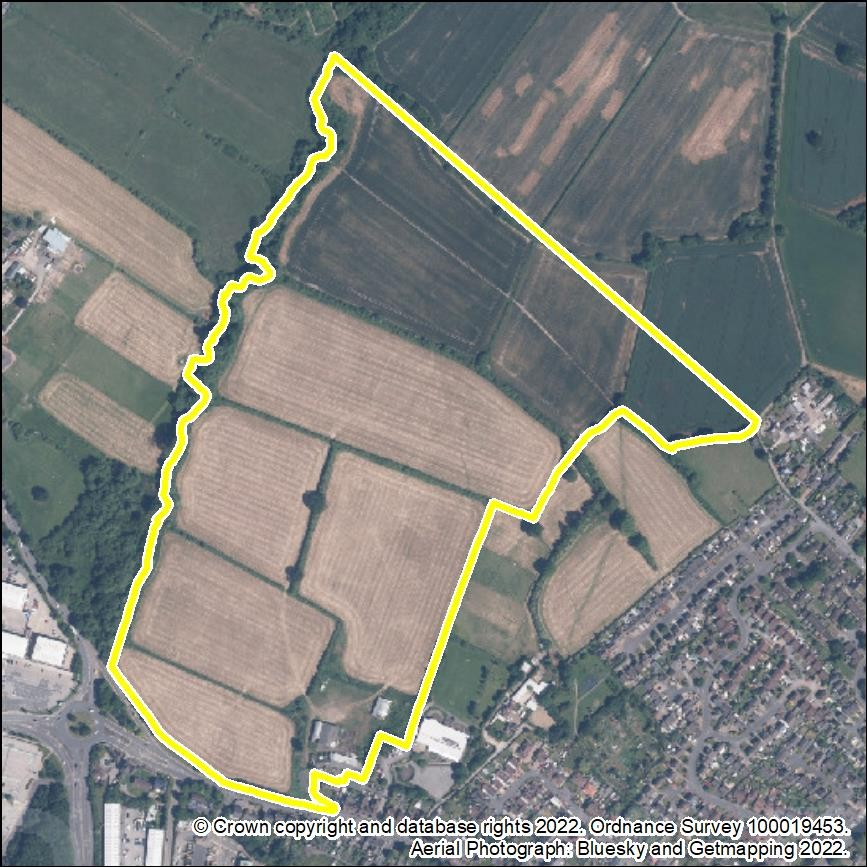 © Crown copyright and database rights 2022. Ordnance Survey 100019453.
Aerial Photograph: Bluesky and Getmapping 2022.